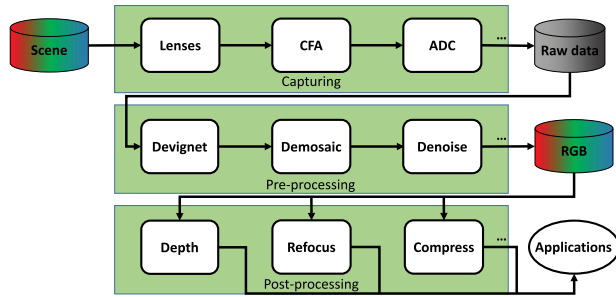 Scene
Lenses
CFA
ADC
...
Raw data
Capturing
Devignet
Demosaic
Denoise
...
RGB
Pre-processing
Depth
Refocus
Compress
...
Applications
Post-processing